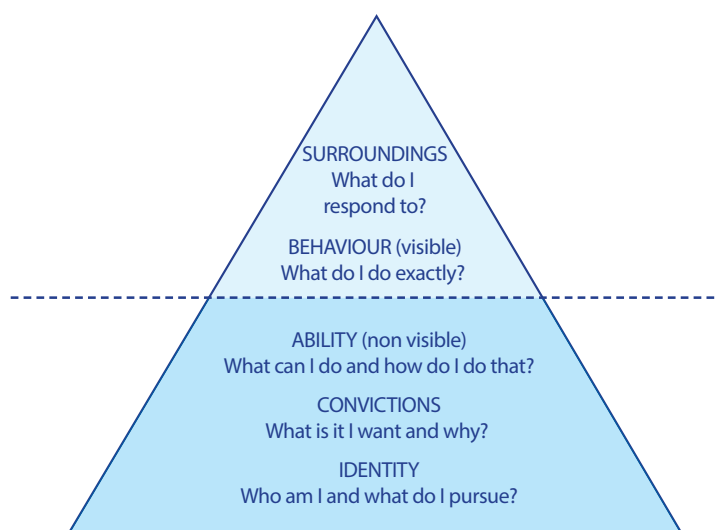 SURROUNDINGS
What do I
respond to?
BEHAVIOUR (visible)
What do I do exactly?
ABILITY (non visible)
What can I do and how do I do that?
CONVICTIONS
What is it I want and why?
IDENTITY
Who am I and what do I pursue?